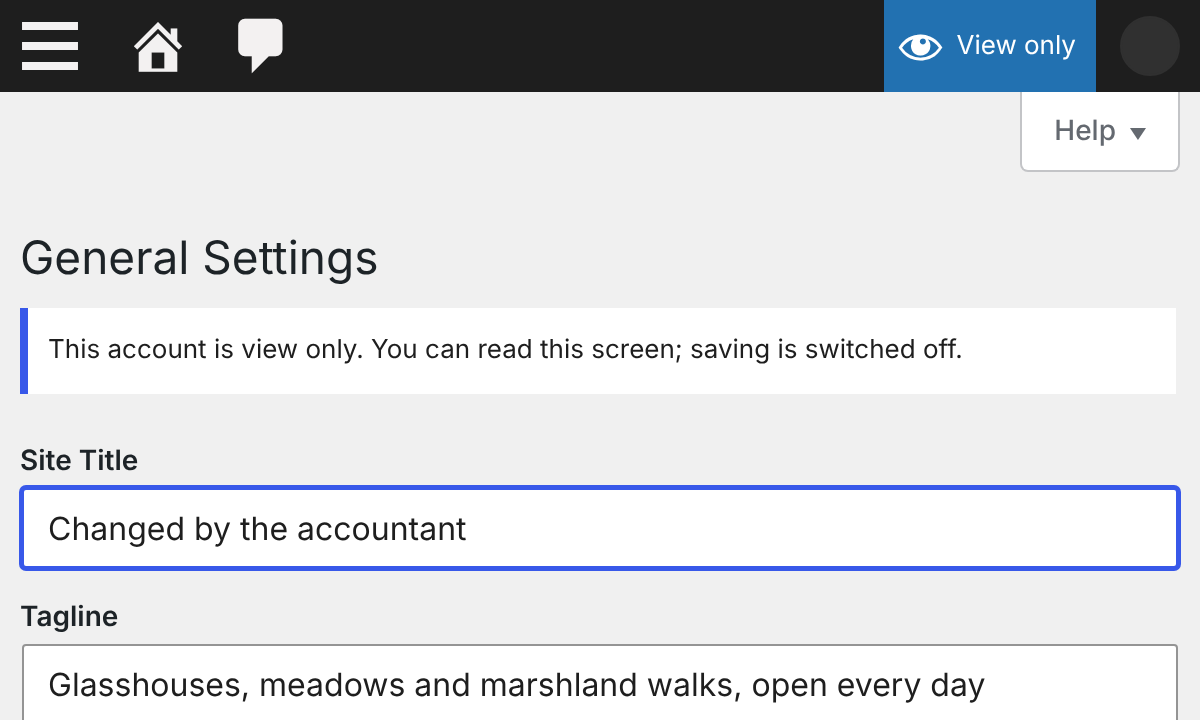 View only
Help
General Settings
This account is view only. You can read this screen; saving is switched off.
Site Title
Changed by the accountant
Tagline
Glasshouses, meadows and marshland walks, open every day